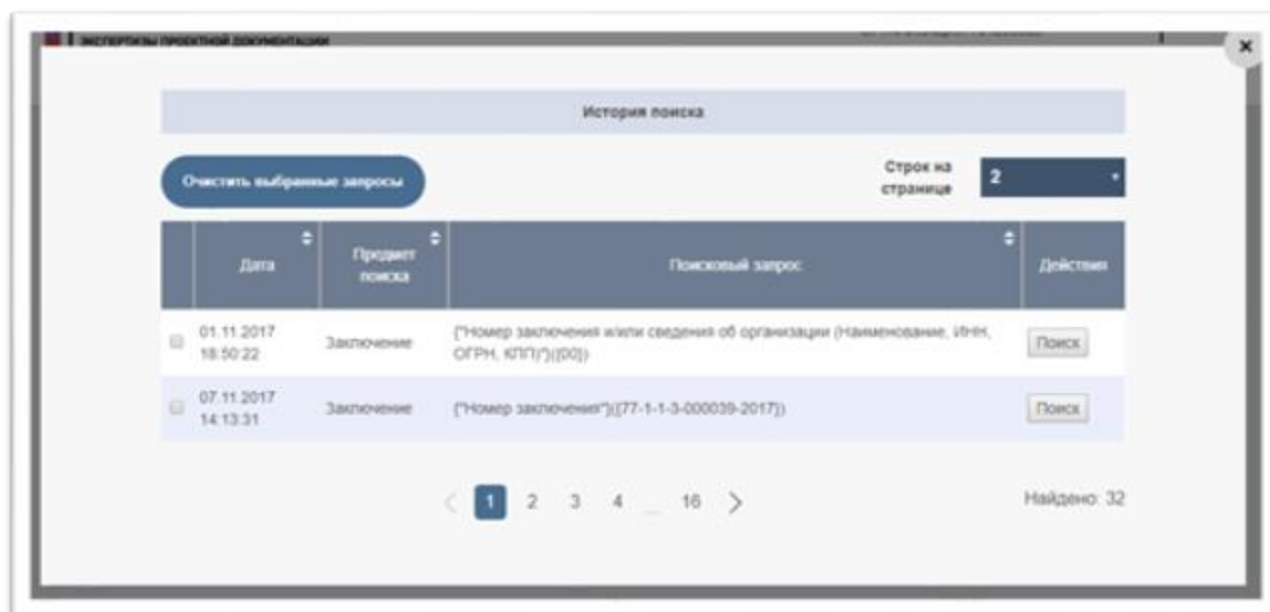 ЭКСПЕРТИЗЫ ПРОЕКТНОЙ ДОКУМЕНТАЦИИ
×
История поиска
Очистить выбранные запросы
Строк на
странице
2
Дата
Предмет
поиска
Поисковый запрос
Действия
01.11.2017
18:50:22
Заключение
{"Номер заключения и/или сведения об организации (Наименование, ИНН,
ОГРН, КПП)"}({00})
Поиск
07.11.2017
14:13:31
Заключение
{"Номер заключения"}({77-1-1-3-000039-2017})
Поиск
< 1 2 3 4 ... 16 >
Найдено: 32